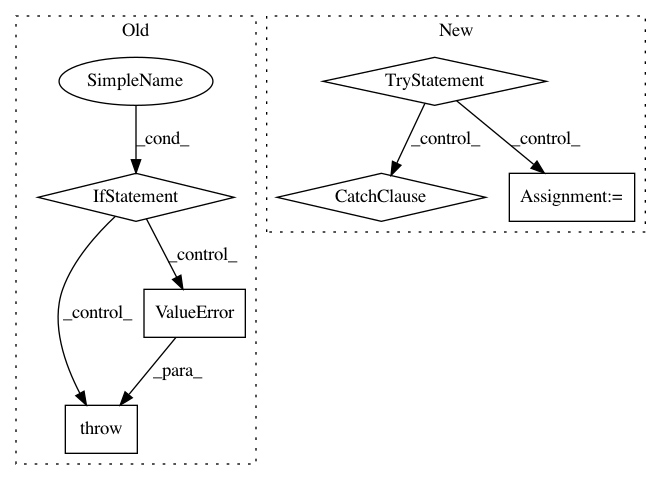 Old
New
SimpleName
TryStatement
_cond_
_control_
_control_
IfStatement
CatchClause
Assignment:=
_control_
_control_
ValueError
_para_
throw